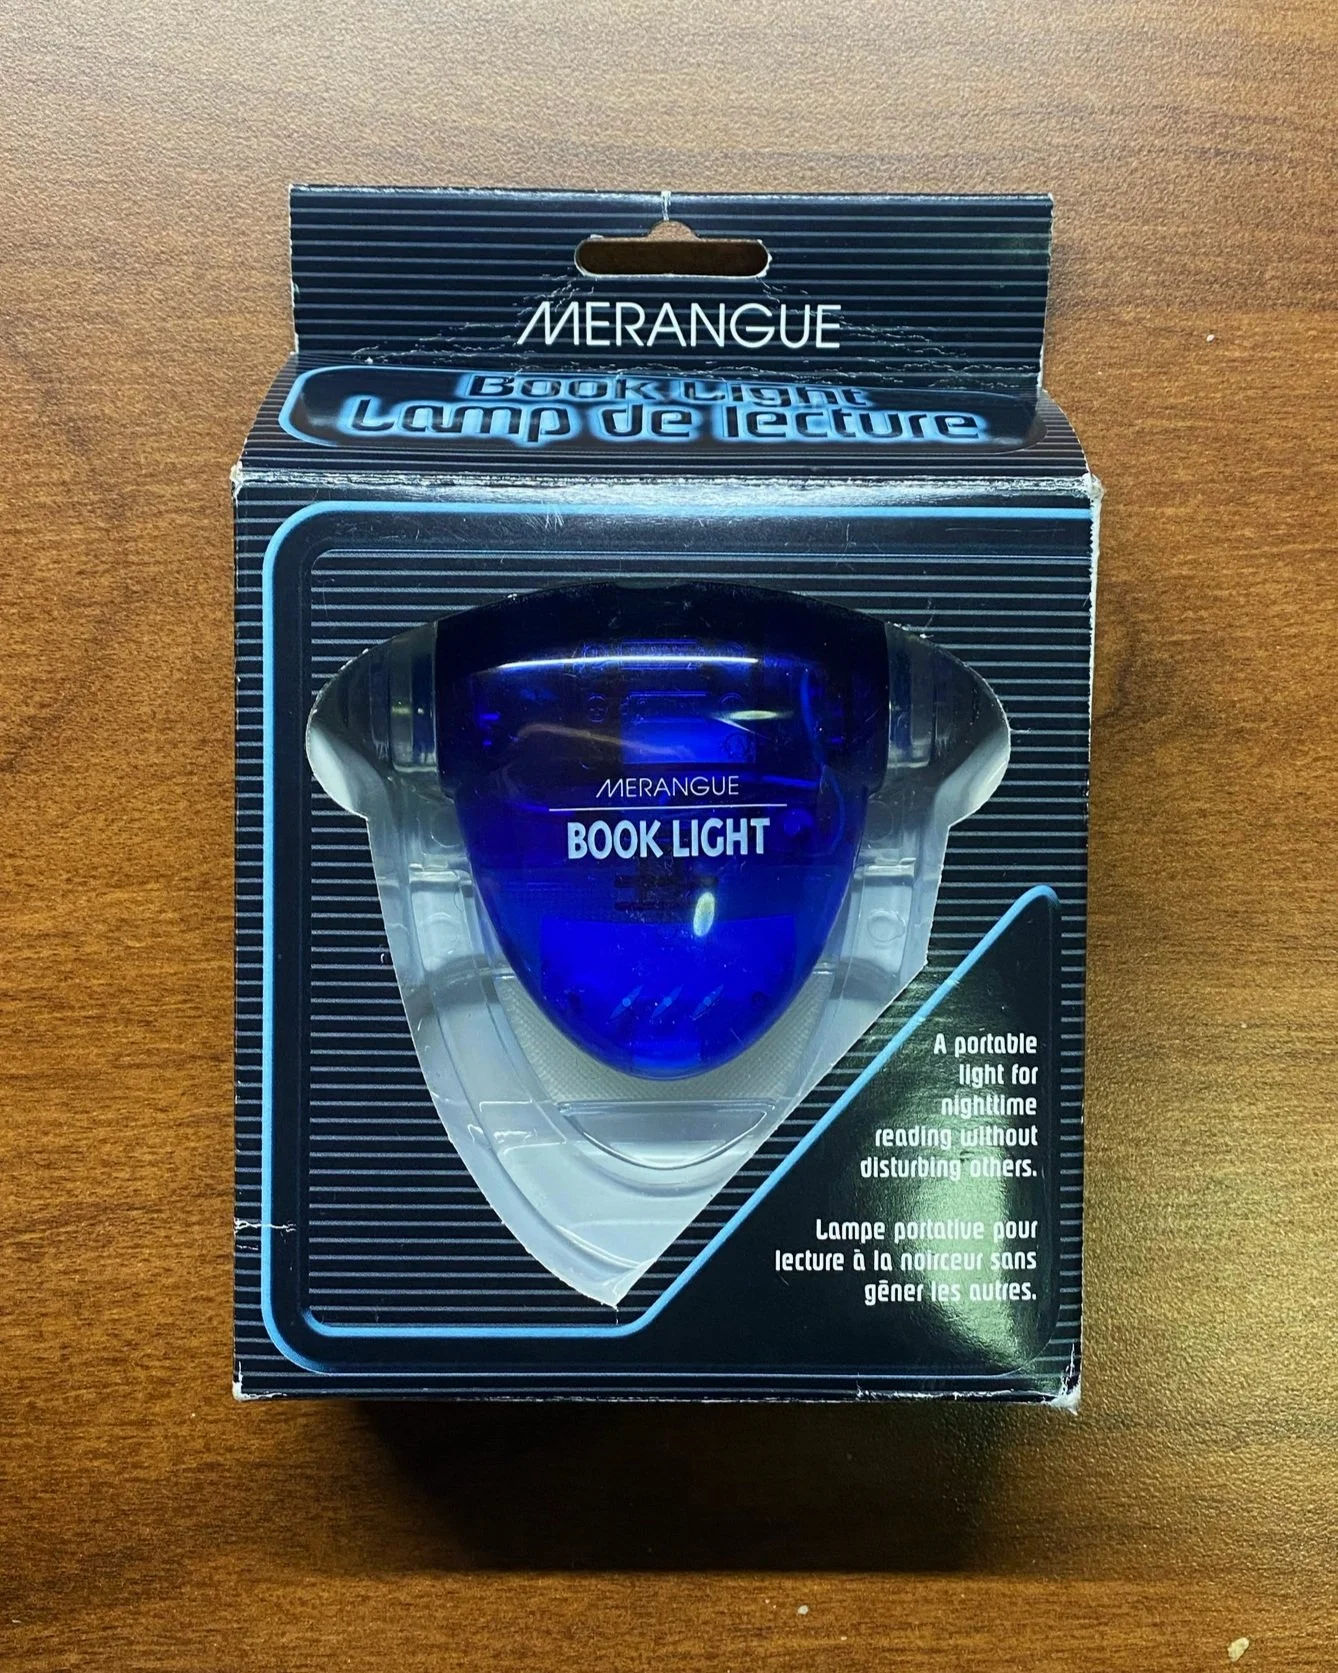 MERANGUE
Book Light
Lamp de lecture
MERANGUE
BOOK LIGHT
A portable
light for
nighttime
reading without
disturbing others.
Lampe portative pour
lecture à la noirceur sans
gêner les autres.